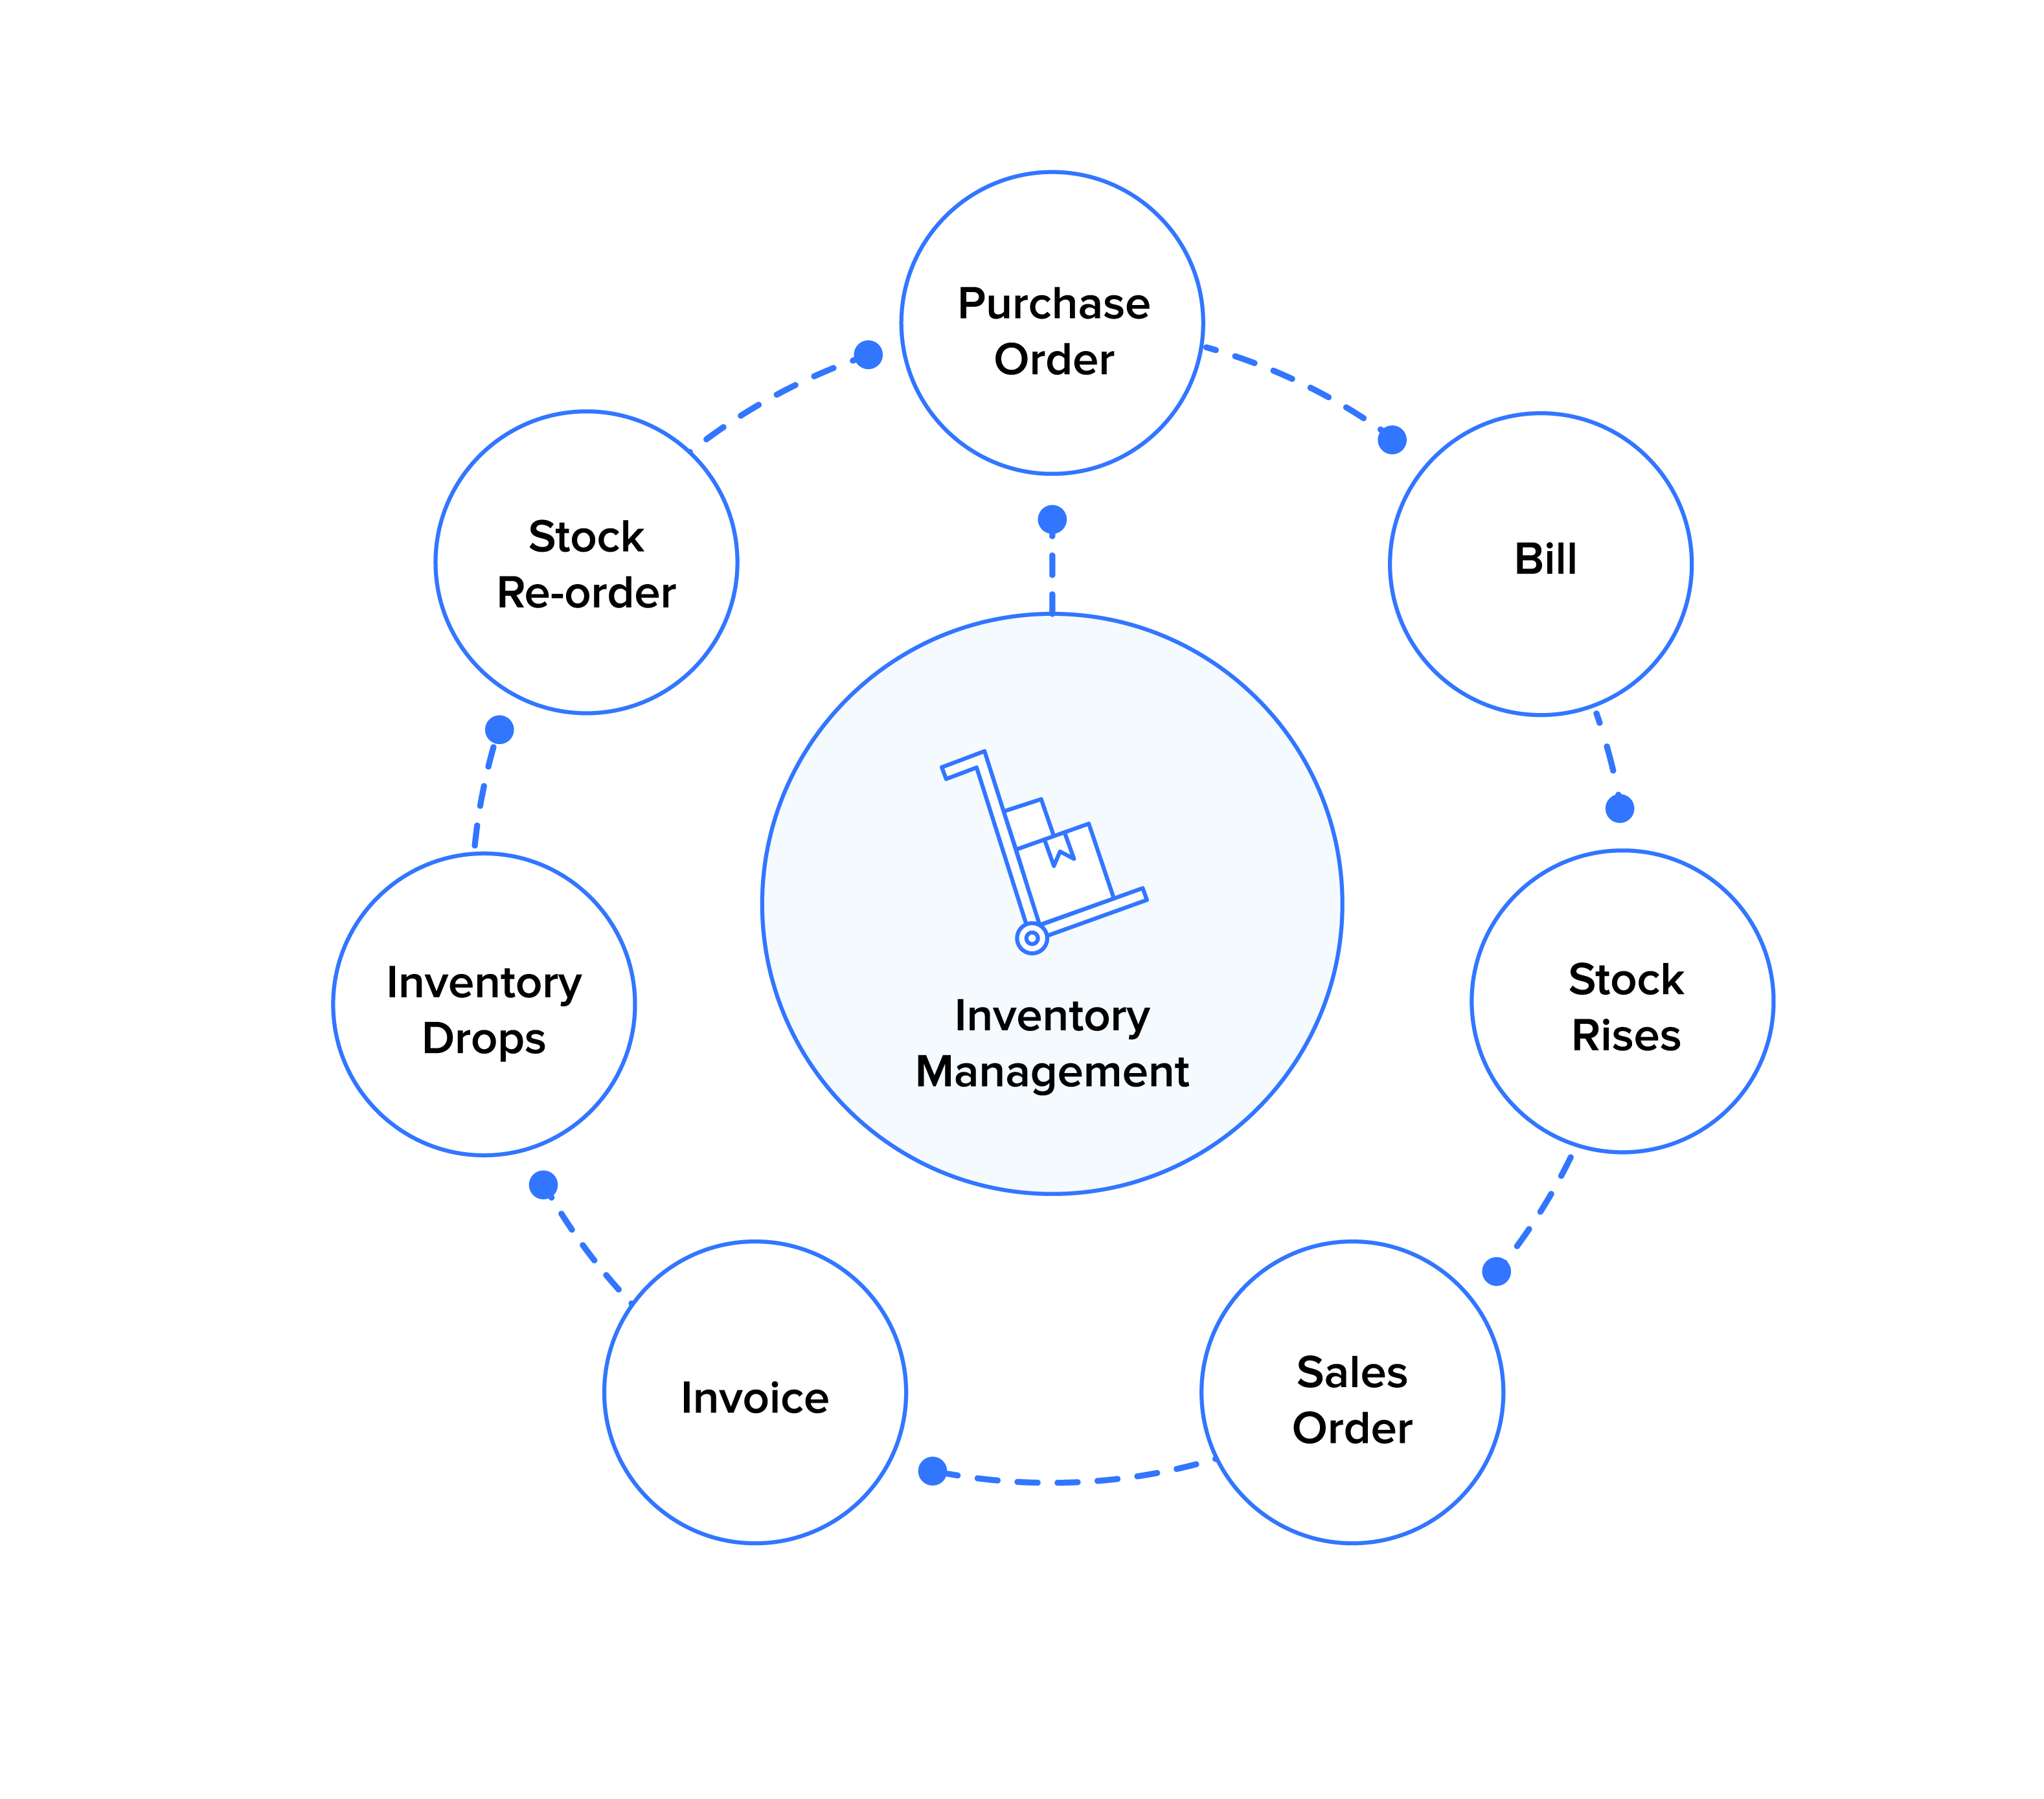 Purchase
Order
Bill
Stock
Rises
Sales
Order
Invoice
Inventory
Drops
Stock
Re-order
Inventory
Management